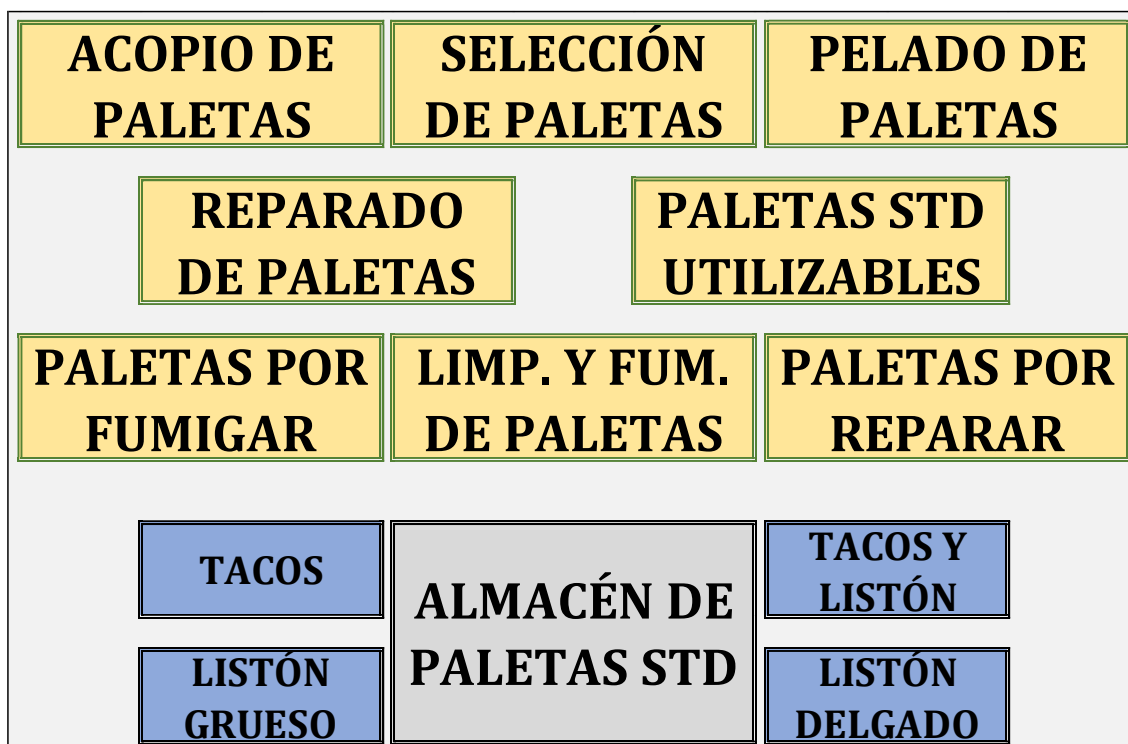 ACOPIO DE
PALETAS
SELECCIÓN
DE PALETAS
PELADO DE
PALETAS
REPARADO
DE PALETAS
PALETAS STD
UTILIZABLES
PALETAS POR
FUMIGAR
LIMP. Y FUM.
DE PALETAS
PALETAS POR
REPARAR
TACOS
ALMACÉN DE
PALETAS STD
TACOS Y
LISTÓN
LISTÓN
GRUESO
LISTÓN
DELGADO